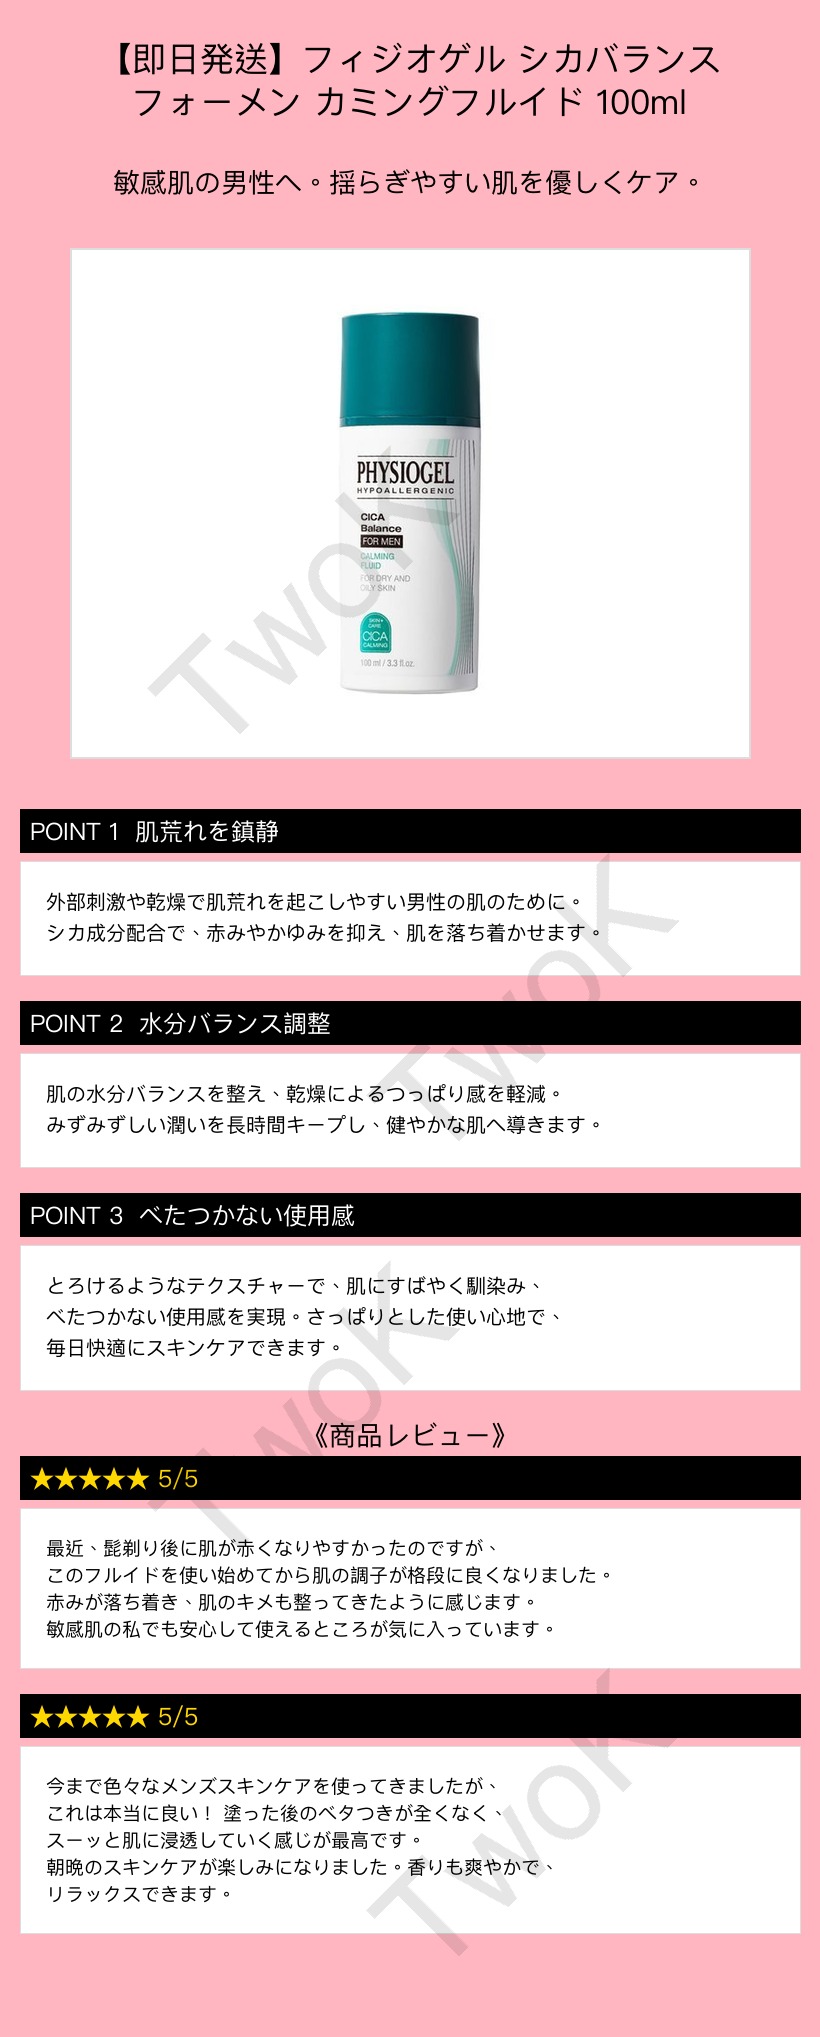 【即日発送】フィジオゲル シカバランス
フォーメン カミングフルイド 100ml
敏感肌の男性へ。揺らぎやすい肌を優しくケア。
PHYSIOGEL
HYPOALLERGENIC
CICA
Balance
FOR MEN
CALMING
FLUID
FOR DRY AND
OILY SKIN
SKIN+
CARE
CICA
CALMING
100 ml / 3.3 fl.oz.
TwoK
POINT 1 肌荒れを鎮静
外部刺激や乾燥で肌荒れを起こしやすい男性の肌のために。
シカ成分配合で、赤みやかゆみを抑え、肌を落ち着かせます。
TwoK
POINT 2 水分バランス調整
肌の水分バランスを整え、乾燥によるつっぱり感を軽減。
みずみずしい潤いを長時間キープし、健やかな肌へ導きます。
POINT 3 べたつかない使用感
とろけるようなテクスチャーで、肌にすばやく馴染み、
べたつかない使用感を実現。さっぱりとした使い心地で、
毎日快適にスキンケアできます。
TwoK
《商品レビュー》
★★★★★ 5/5
最近、髭剃り後に肌が赤くなりやすかったのですが、
このフルイドを使い始めてから肌の調子が格段に良くなりました。
赤みが落ち着き、肌のキメも整ってきたように感じます。
敏感肌の私でも安心して使えるところが気に入っています。
★★★★★ 5/5
今まで色々なメンズスキンケアを使ってきましたが、
これは本当に良い！ 塗った後のベタつきが全くなく、
スーッと肌に浸透していく感じが最高です。
朝晩のスキンケアが楽しみになりました。香りも爽やかで、
リラックスできます。
TwoK